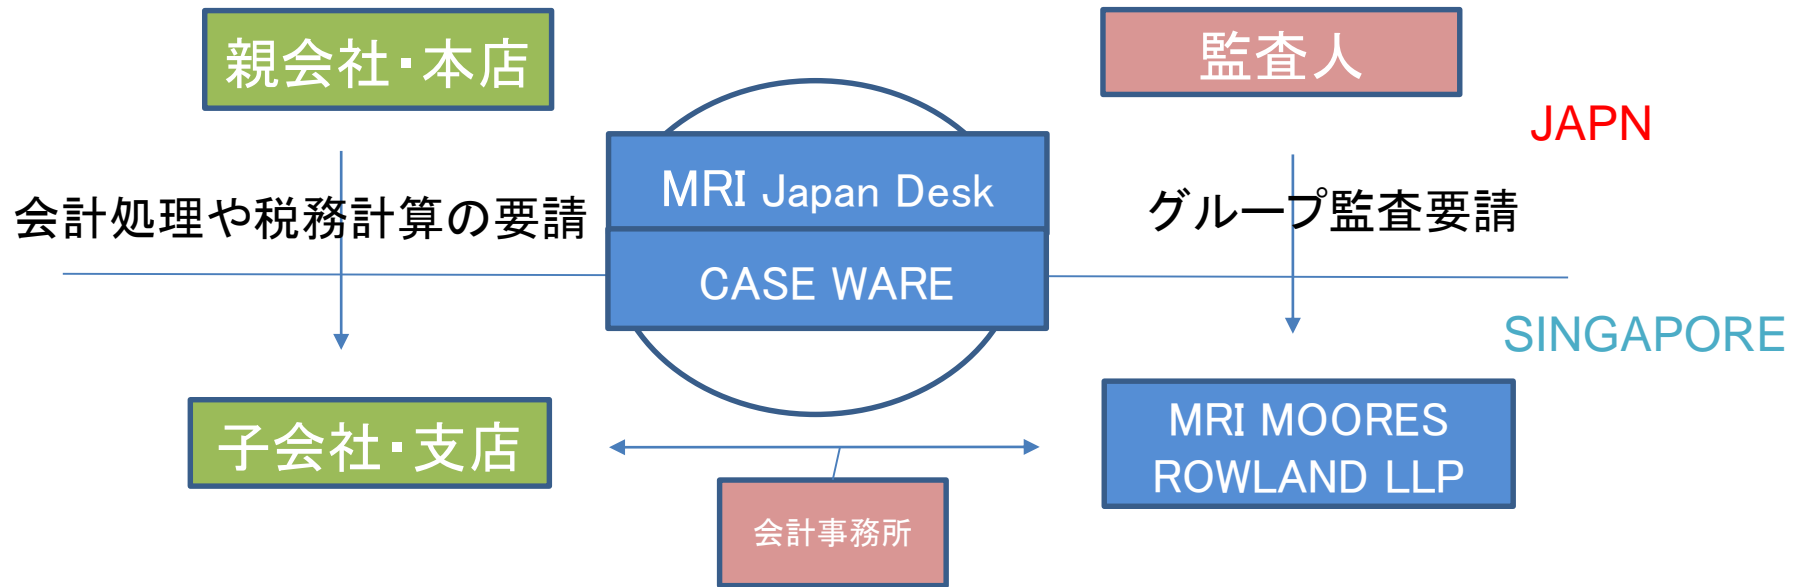 親会社・本店
監査人
JAPN
MRI Japan Desk
会計処理や税務計算の要請
グループ監査要請
CASE WARE
SINGAPORE
子会社・支店
MRI MOORES
ROWLAND LLP
会計事務所